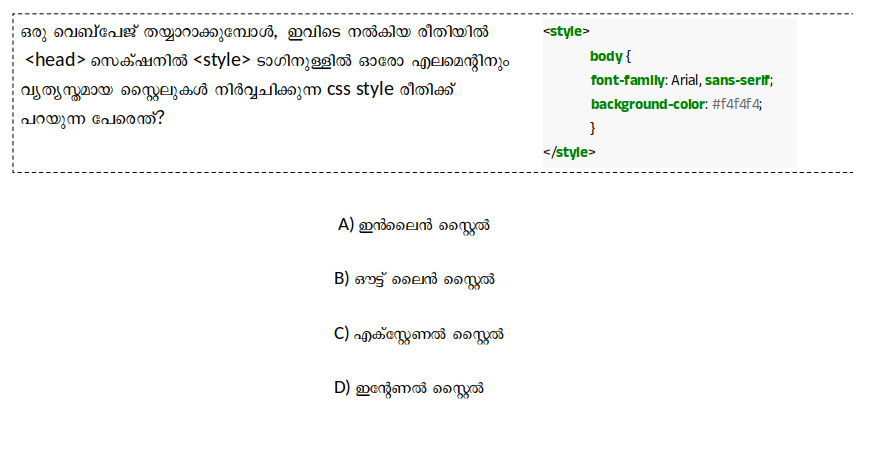 ഒരു വെബ്പേജ് തയ്യാറാക്കുമ്പോൾ, ഇവിടെ നൽകിയ രീതിയിൽ
<head> സെക്ഷനിൽ <style> ടാഗിനുള്ളിൽ ഓരോ എലമെന്റിനും
വ്യത്യസ്തമായ സ്റ്റൈലുകൾ നിർവ്വചിക്കുന്ന css style രീതിക്ക്
പറയുന്ന പേരെന്ത്?
<style>
body {
font-family: Arial, sans-serif;
background-color: #f4f4f4;
}
</style>
A) ഇൻലൈൻ സ്റ്റൈൽ
B) ഔട്ട് ലൈൻ സ്റ്റൈൽ
C) എക്സ്റ്റേണൽ സ്റ്റൈൽ
D) ഇന്റേണൽ സ്റ്റൈൽ